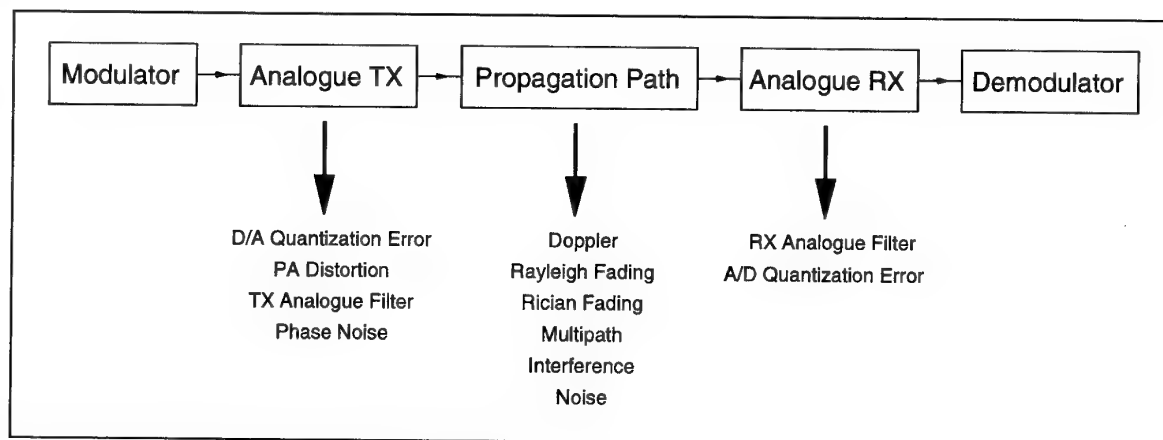 Modulator
Analogue TX
Propagation Path
Analogue RX
Demodulator
D/A Quantization Error
PA Distortion
TX Analogue Filter
Phase Noise
Doppler
Rayleigh Fading
Rician Fading
Multipath
Interference
Noise
RX Analogue Filter
A/D Quantization Error